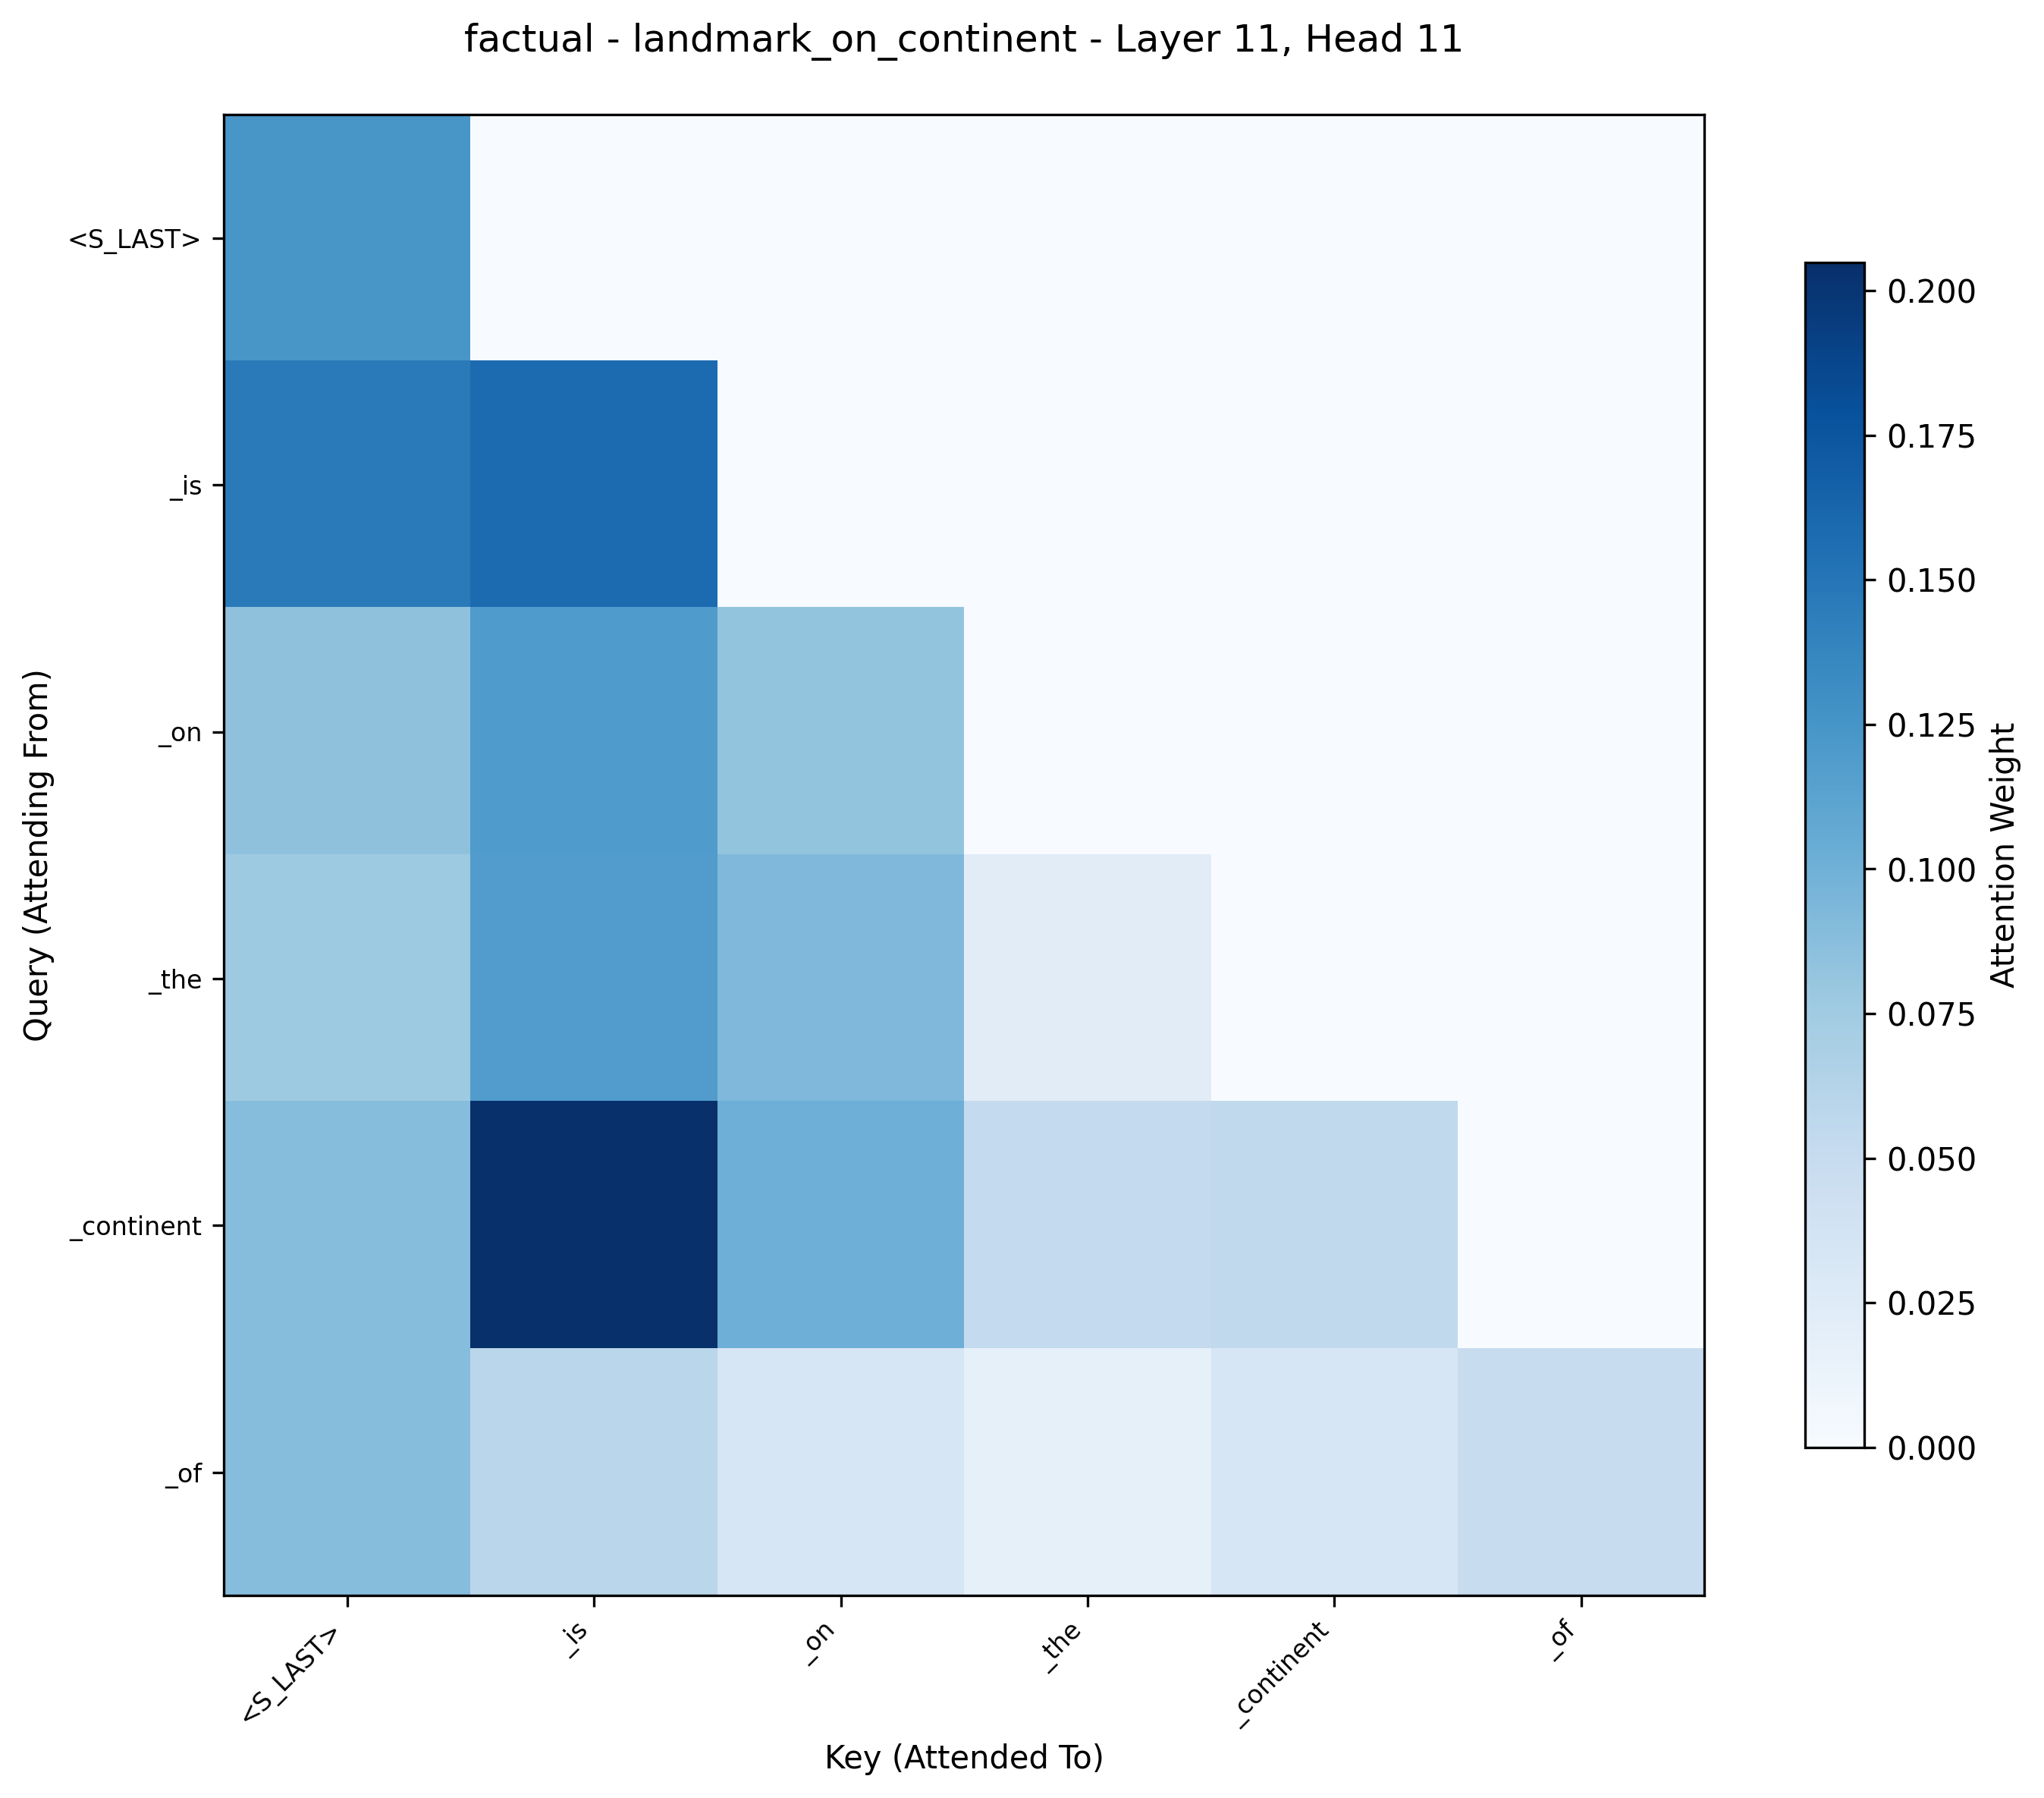 factual - landmark_on_continent - Layer 11, Head 11
Query (Attending From)
<S_LAST>
_is
_on
_the
_continent
_of
<S_LAST>
_is
_on
_the
_continent
_of
Key (Attended To)
0.200
0.175
0.150
0.125
0.100
0.075
0.050
0.025
0.000
Attention Weight